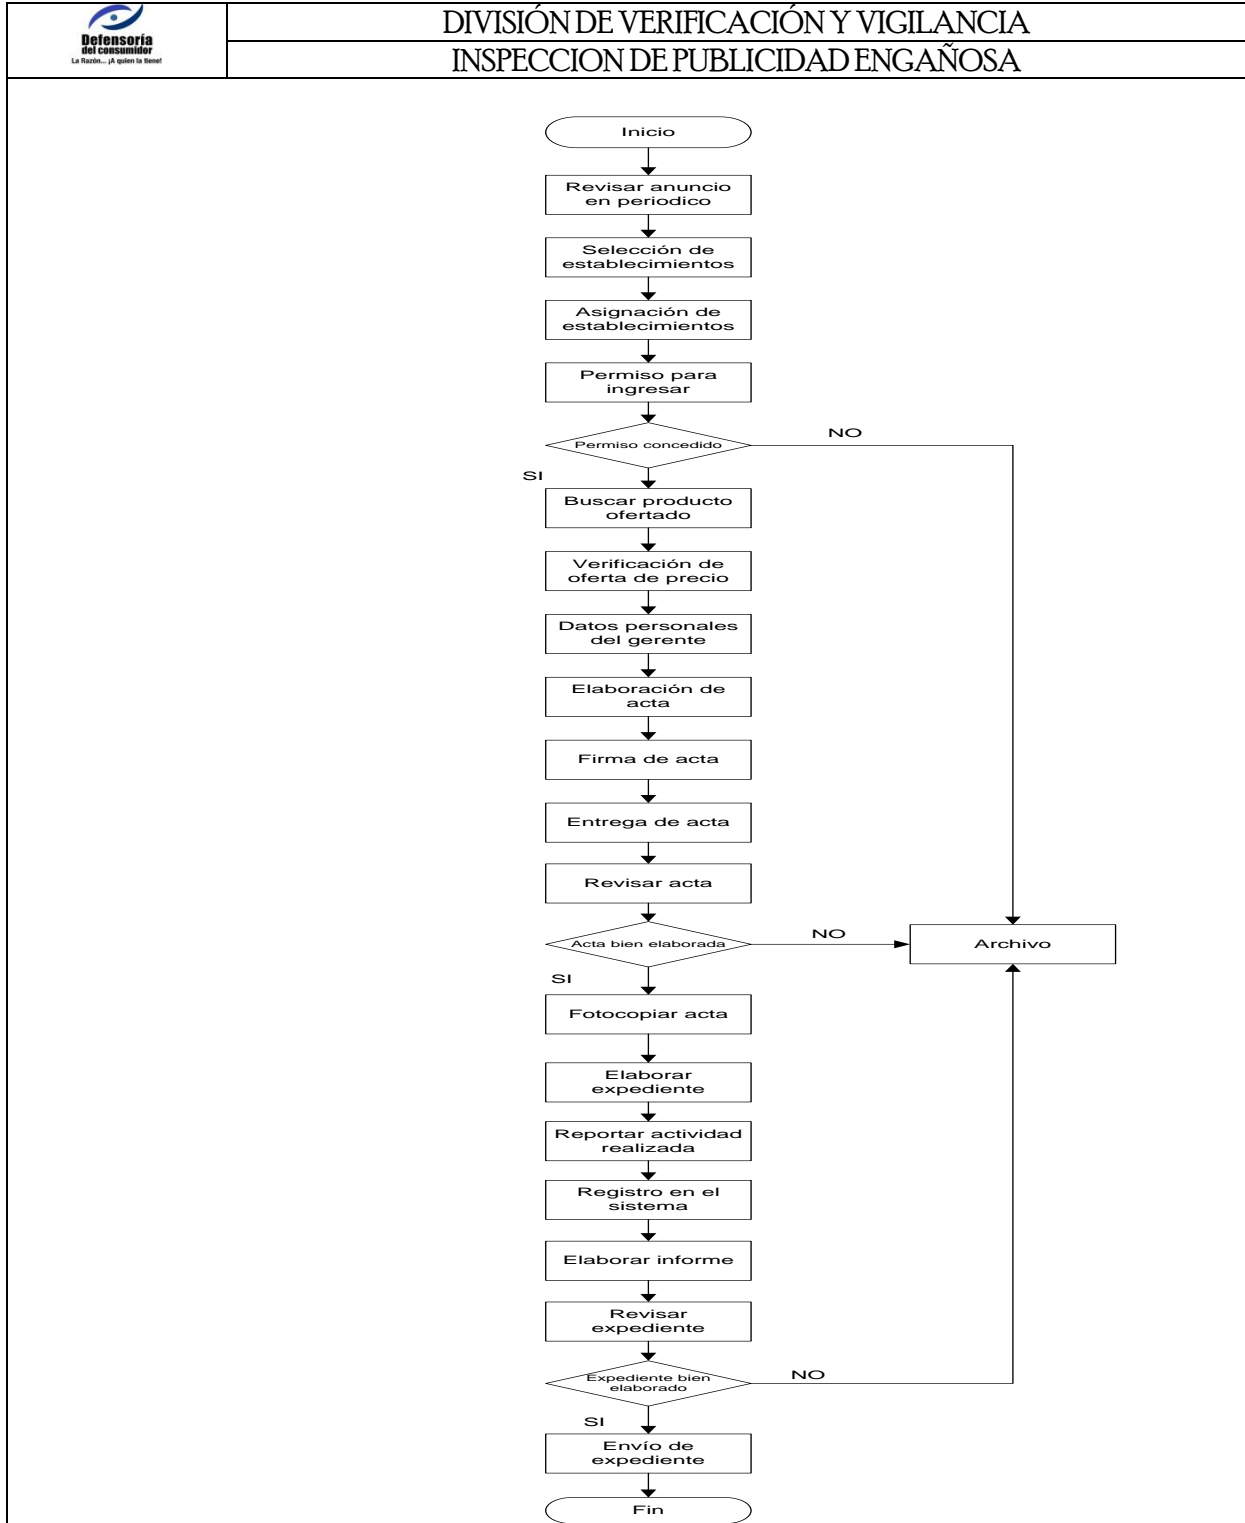 Defensoría
del consumidor
La Razón... ¡A quien la tiene!
DIVISIÓN DE VERIFICACIÓN Y VIGILANCIA
INSPECCION DE PUBLICIDAD ENGAÑOSA
Inicio
Revisar anuncio
en periodico
Selección de
establecimientos
Asignación de
establecimientos
Permiso para
ingresar
Permiso concedido
NO
SI
Buscar producto
ofertado
Verificación de
oferta de precio
Datos personales
del gerente
Elaboración de
acta
Firma de acta
Entrega de acta
Revisar acta
Acta bien elaborada
NO
Archivo
SI
Fotocopiar acta
Elaborar
expediente
Reportar actividad
realizada
Registro en el
sistema
Elaborar informe
Revisar
expediente
Expediente bien
elaborado
NO
SI
Envío de
expediente
Fin